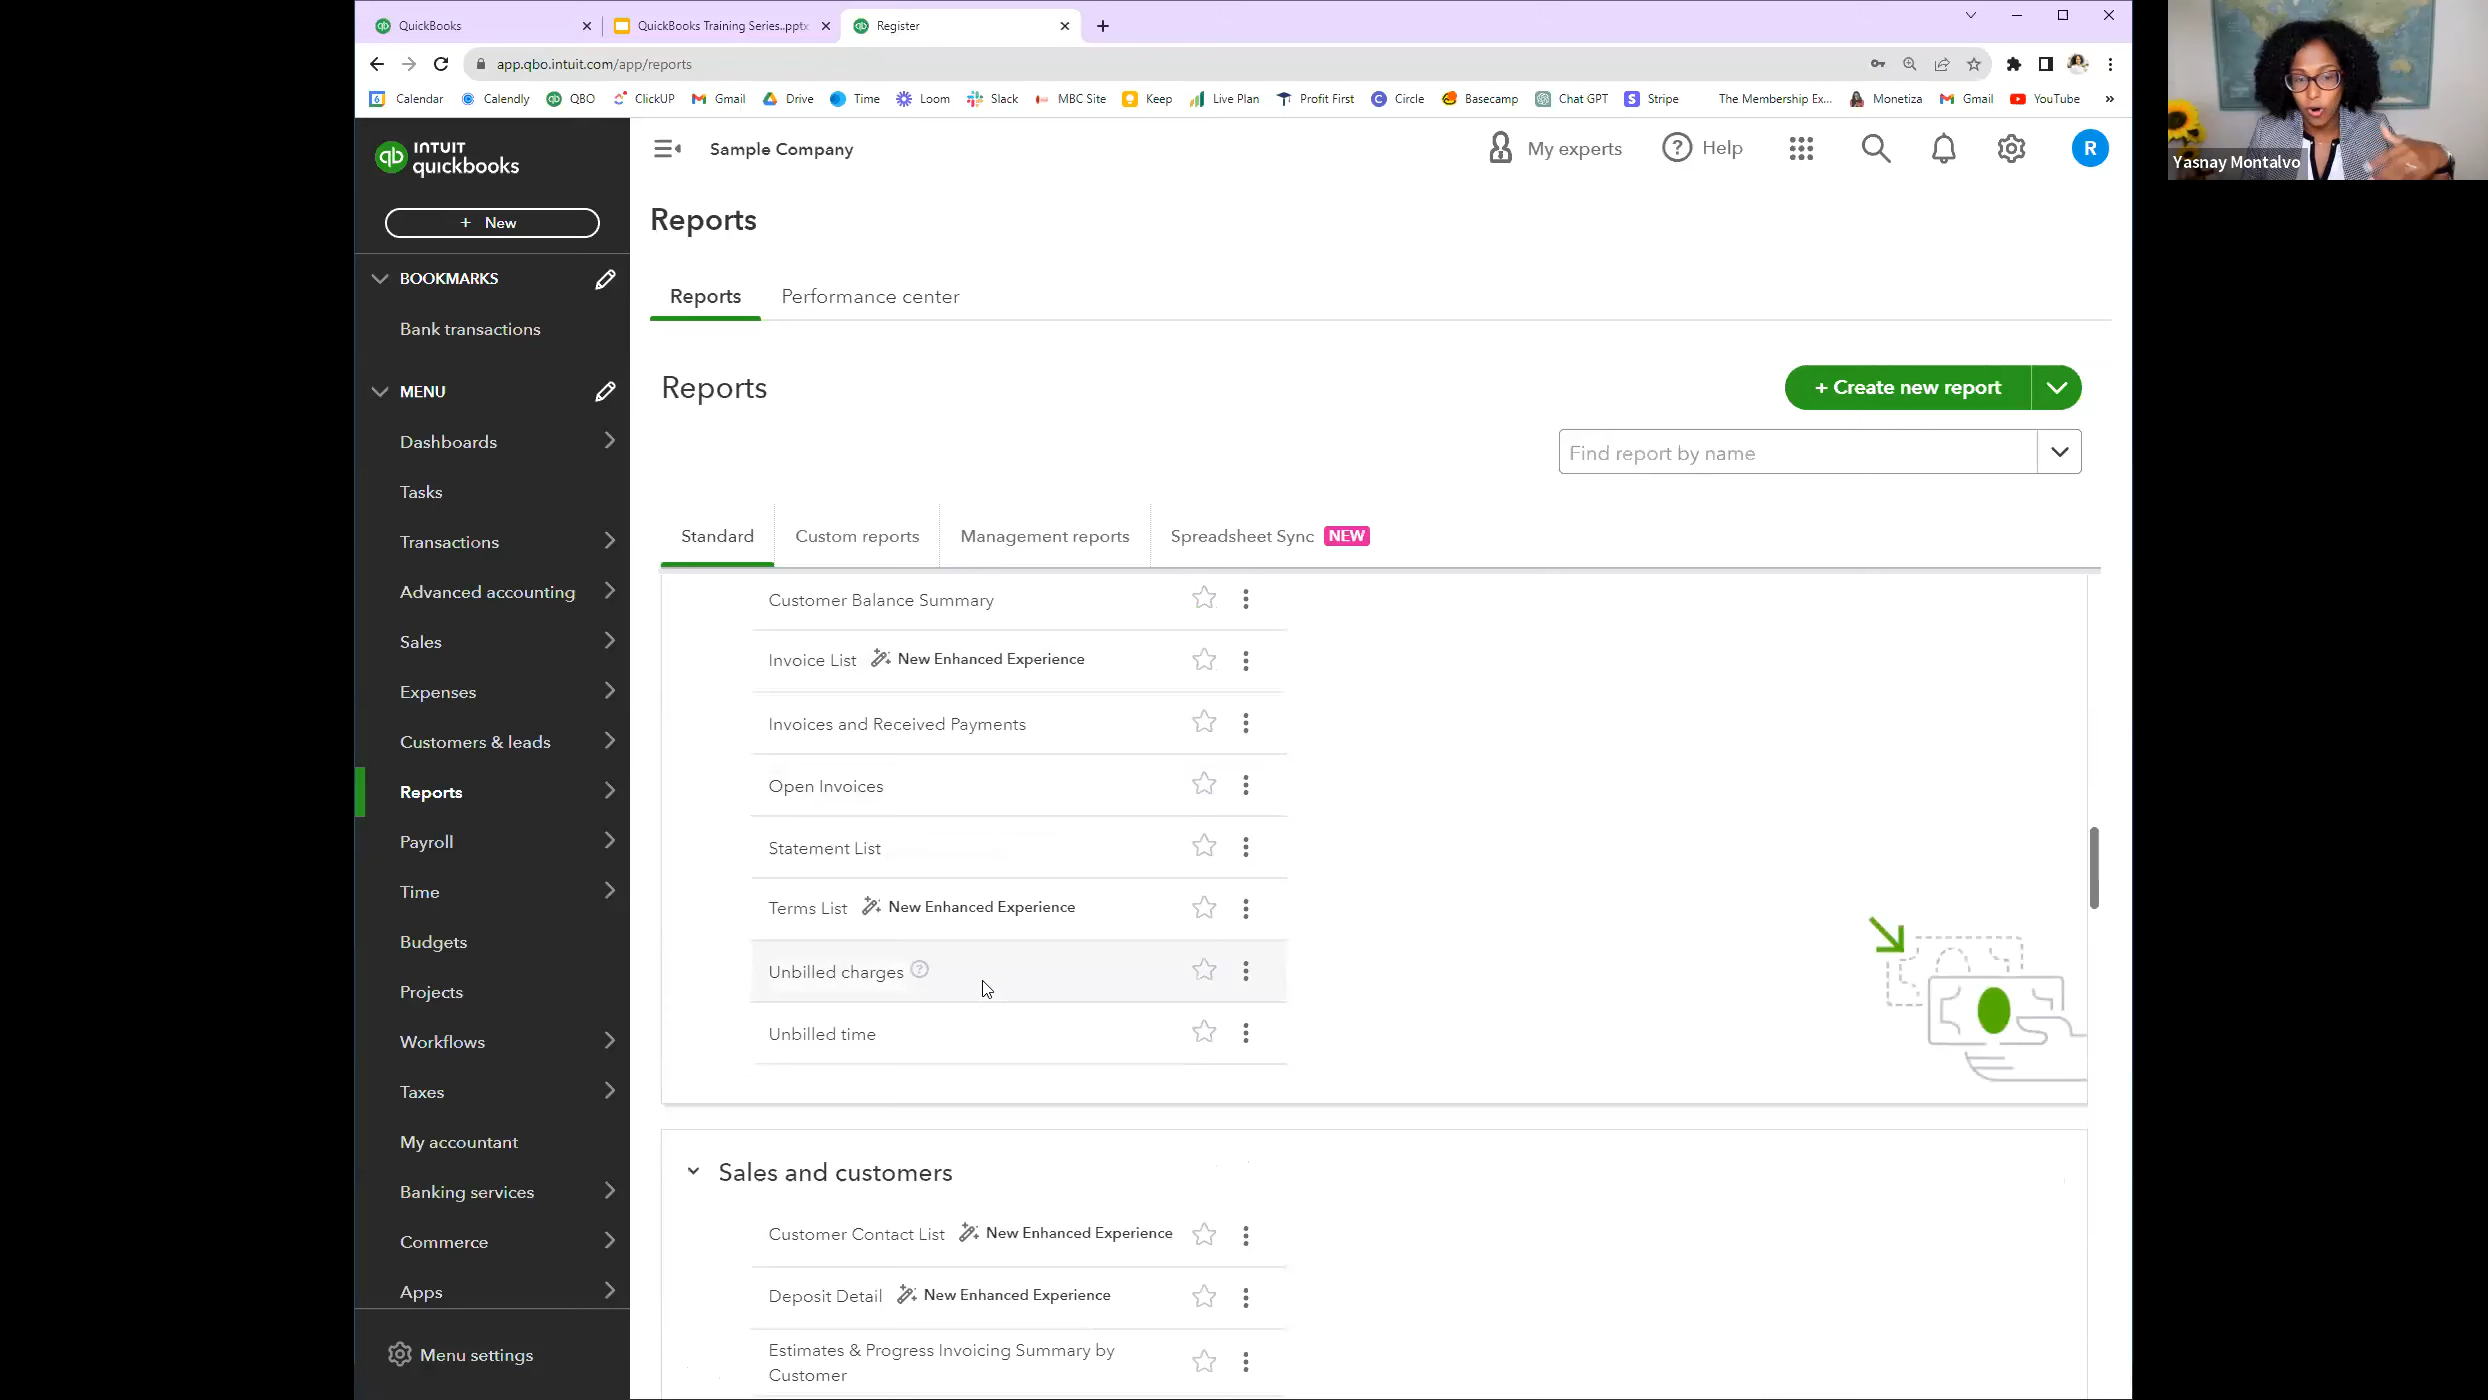 QuickBooks
QuickBooks Training Series..pptx
Register
app.qbo.intuit.com/app/reports
6 Calendar Calendly QBO ClickUP Gmail Drive Time Loom Slack MBC Site Keep Live Plan Profit First Circle Basecamp Chat GPT Stripe The Membership Ex... Monetiza Gmail YouTube »
qb INTUIT quickbooks
Sample Company
My experts
? Help
R
Yasnay Montalvo
+ New
BOOKMARKS
Bank transactions
MENU
Dashboards
Tasks
Transactions
Advanced accounting
Sales
Expenses
Customers & leads
Reports
Payroll
Time
Budgets
Projects
Workflows
Taxes
My accountant
Banking services
Commerce
Apps
Menu settings
Reports
Reports Performance center
Reports
+ Create new report
Find report by name
Standard Custom reports Management reports Spreadsheet Sync NEW
Customer Balance Summary
Invoice List New Enhanced Experience
Invoices and Received Payments
Open Invoices
Statement List
Terms List New Enhanced Experience
Unbilled charges ?
Unbilled time
Sales and customers
Customer Contact List New Enhanced Experience
Deposit Detail New Enhanced Experience
Estimates & Progress Invoicing Summary by
Customer